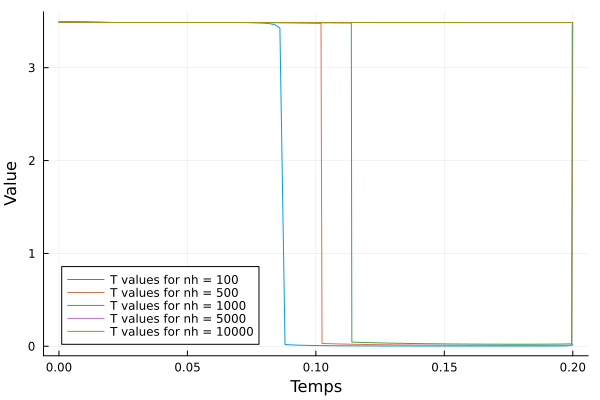 3
2
1
0
Value
T values for nh = 100
T values for nh = 500
T values for nh = 1000
T values for nh = 5000
T values for nh = 10000
0.00
0.05
0.10
0.15
0.20
Temps